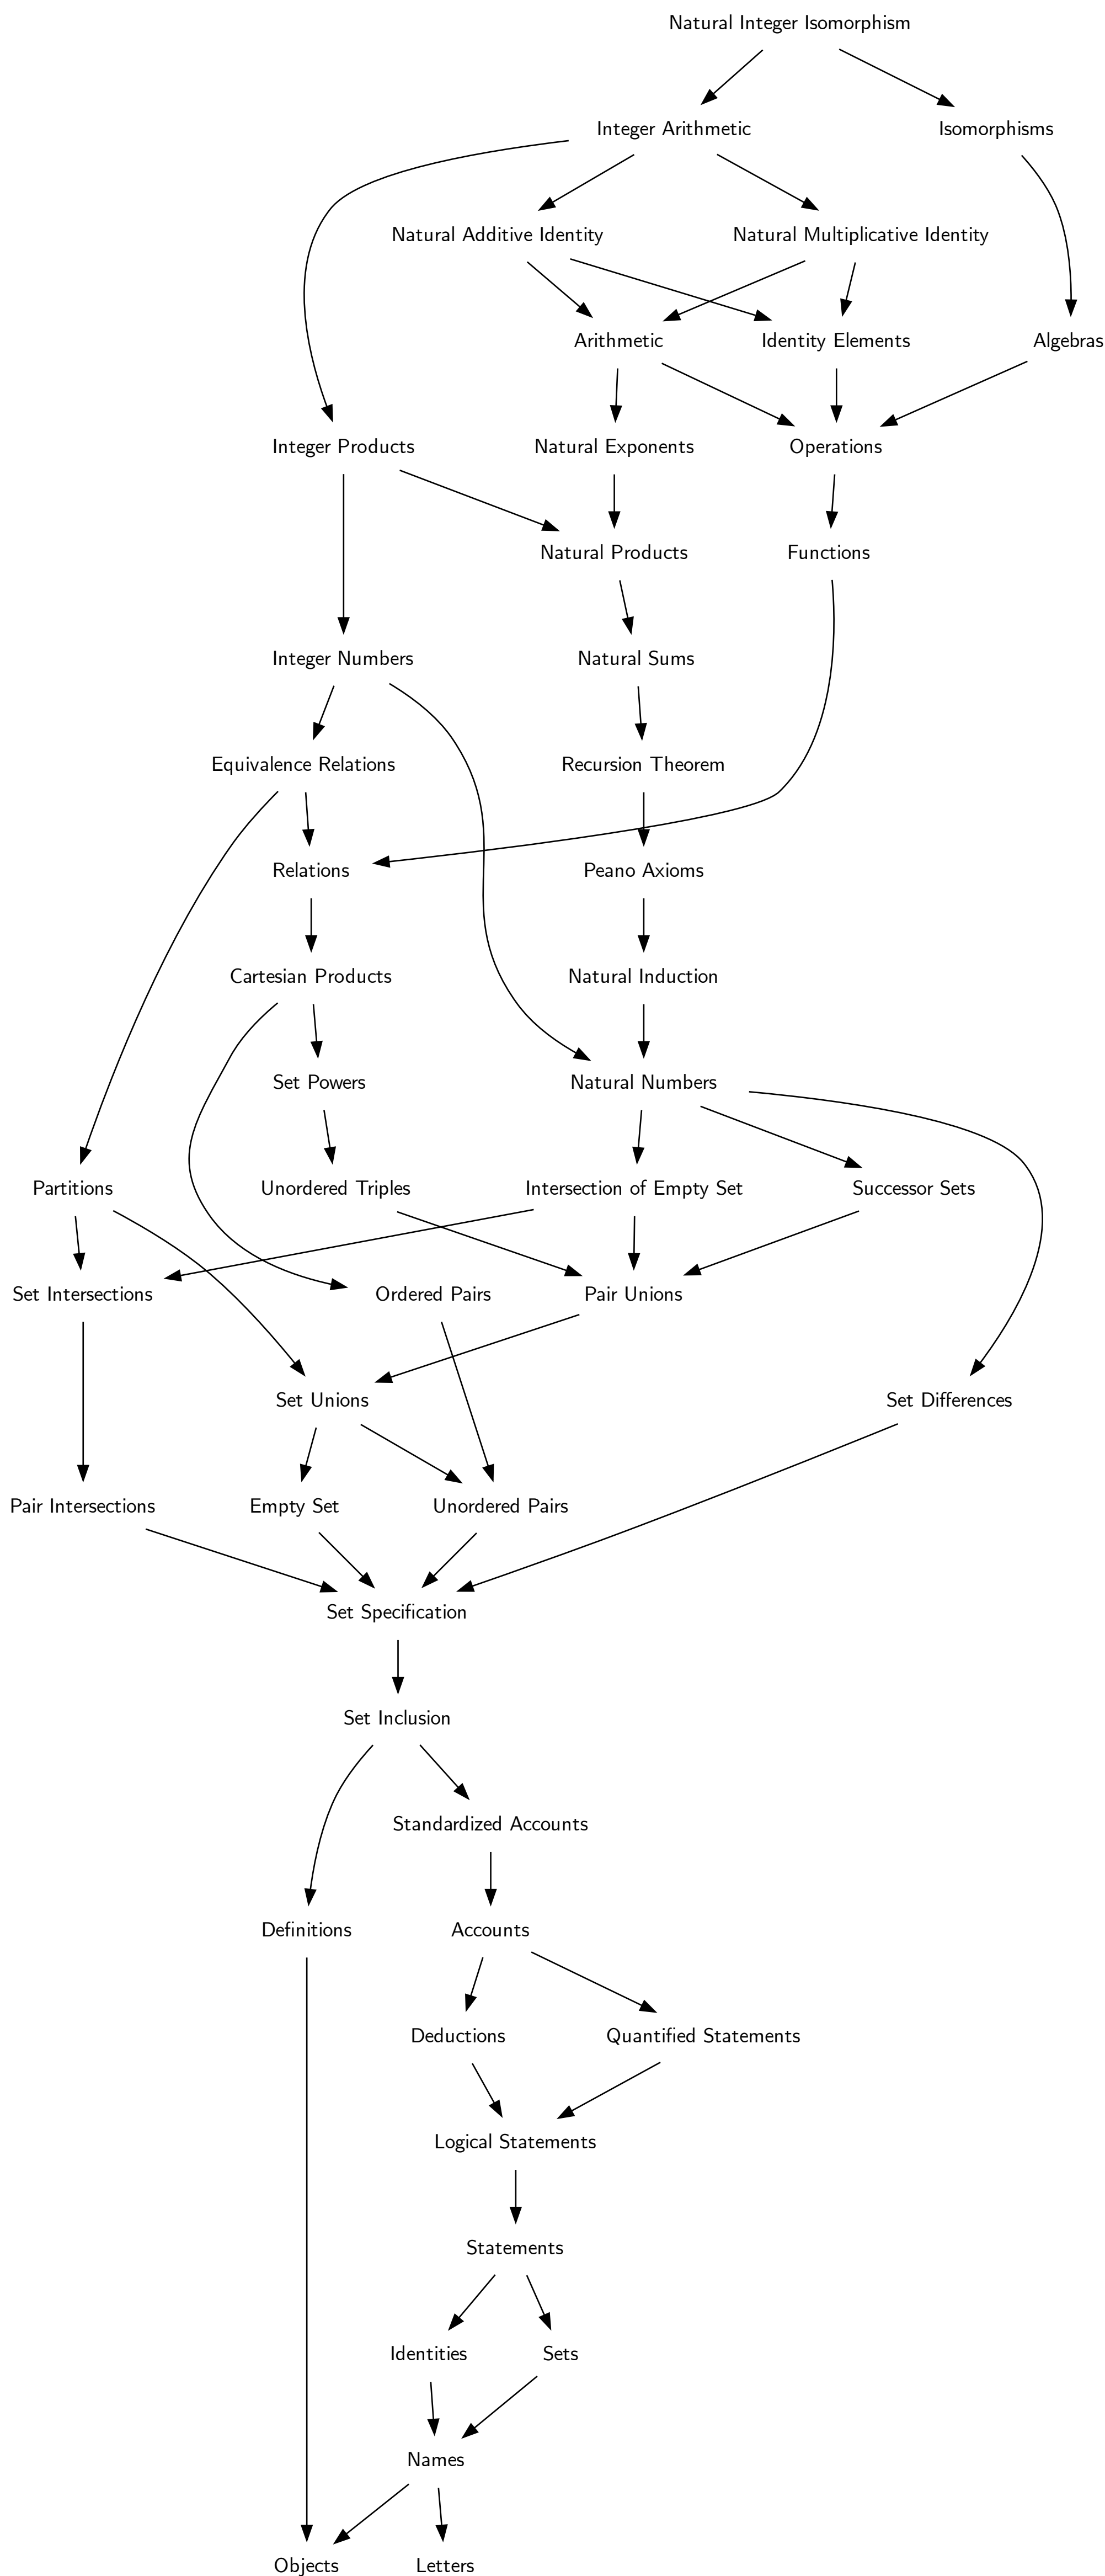 Natural Integer Isomorphism
Integer Arithmetic
Isomorphisms
Natural Additive Identity
Natural Multiplicative Identity
Arithmetic
Identity Elements
Algebras
Integer Products
Natural Exponents
Operations
Natural Products
Functions
Integer Numbers
Natural Sums
Equivalence Relations
Recursion Theorem
Relations
Peano Axioms
Cartesian Products
Natural Induction
Set Powers
Natural Numbers
Partitions
Unordered Triples
Intersection of Empty Set
Successor Sets
Set Intersections
Ordered Pairs
Pair Unions
Set Unions
Set Differences
Pair Intersections
Empty Set
Unordered Pairs
Set Specification
Set Inclusion
Standardized Accounts
Definitions
Accounts
Deductions
Quantified Statements
Logical Statements
Statements
Identities
Sets
Names
Objects
Letters